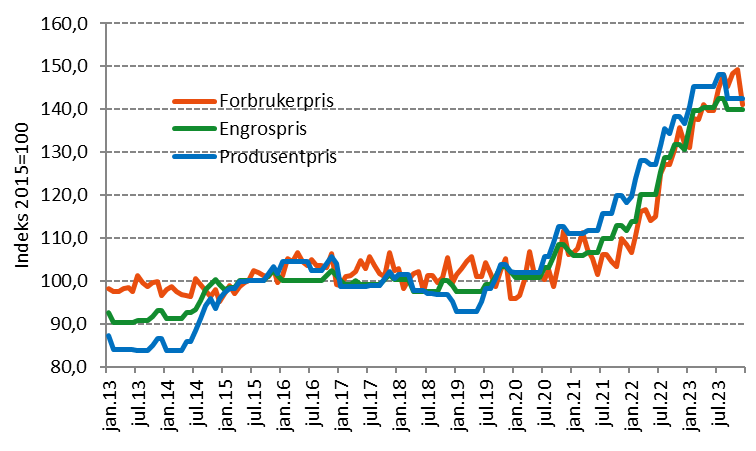 160,0
150,0
140,0
130,0
120,0
110,0
100,0
90,0
80,0
Indeks 2015=100
Forbrukerpris
Engrospris
Produsentpris
jan.13
jul.13
jan.14
jul.14
jan.15
jul.15
jan.16
jul.16
jan.17
jul.17
jan.18
jul.18
jan.19
jul.19
jan.20
jul.20
jan.21
jul.21
jan.22
jul.22
jan.23
jul.23